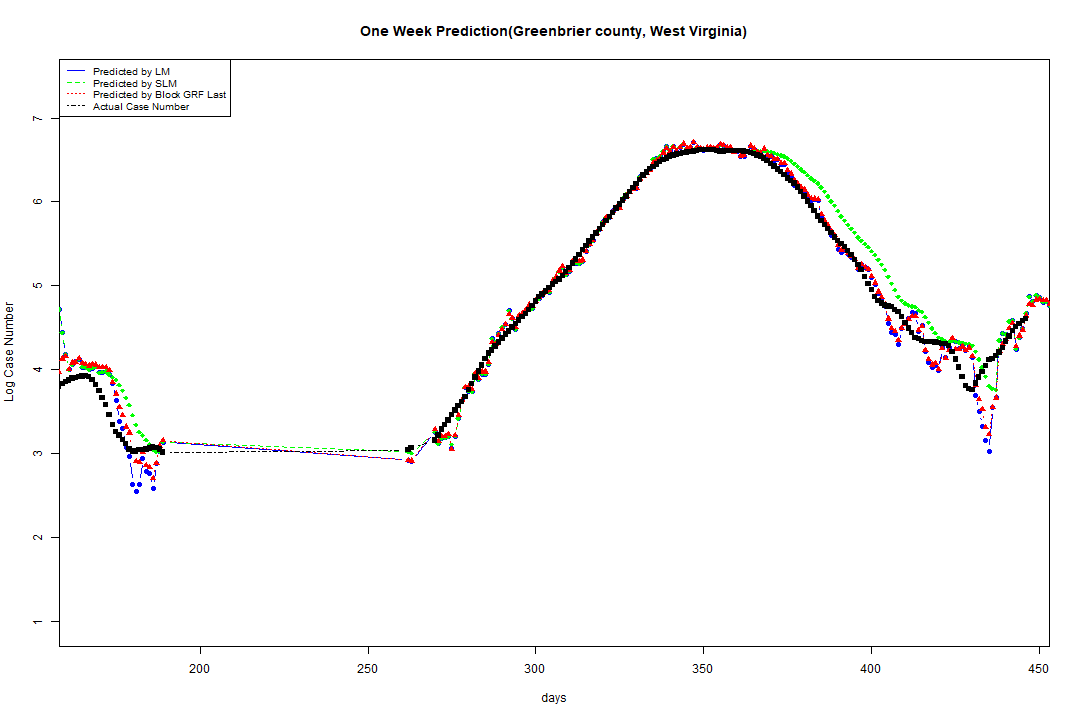 One Week Prediction(Greenbrier county, West Virginia)
Predicted by LM
Predicted by SLM
Predicted by Block GRF Last
Actual Case Number
7
6
5
4
3
2
1
Log Case Number
200 250 300 350 400 450
days